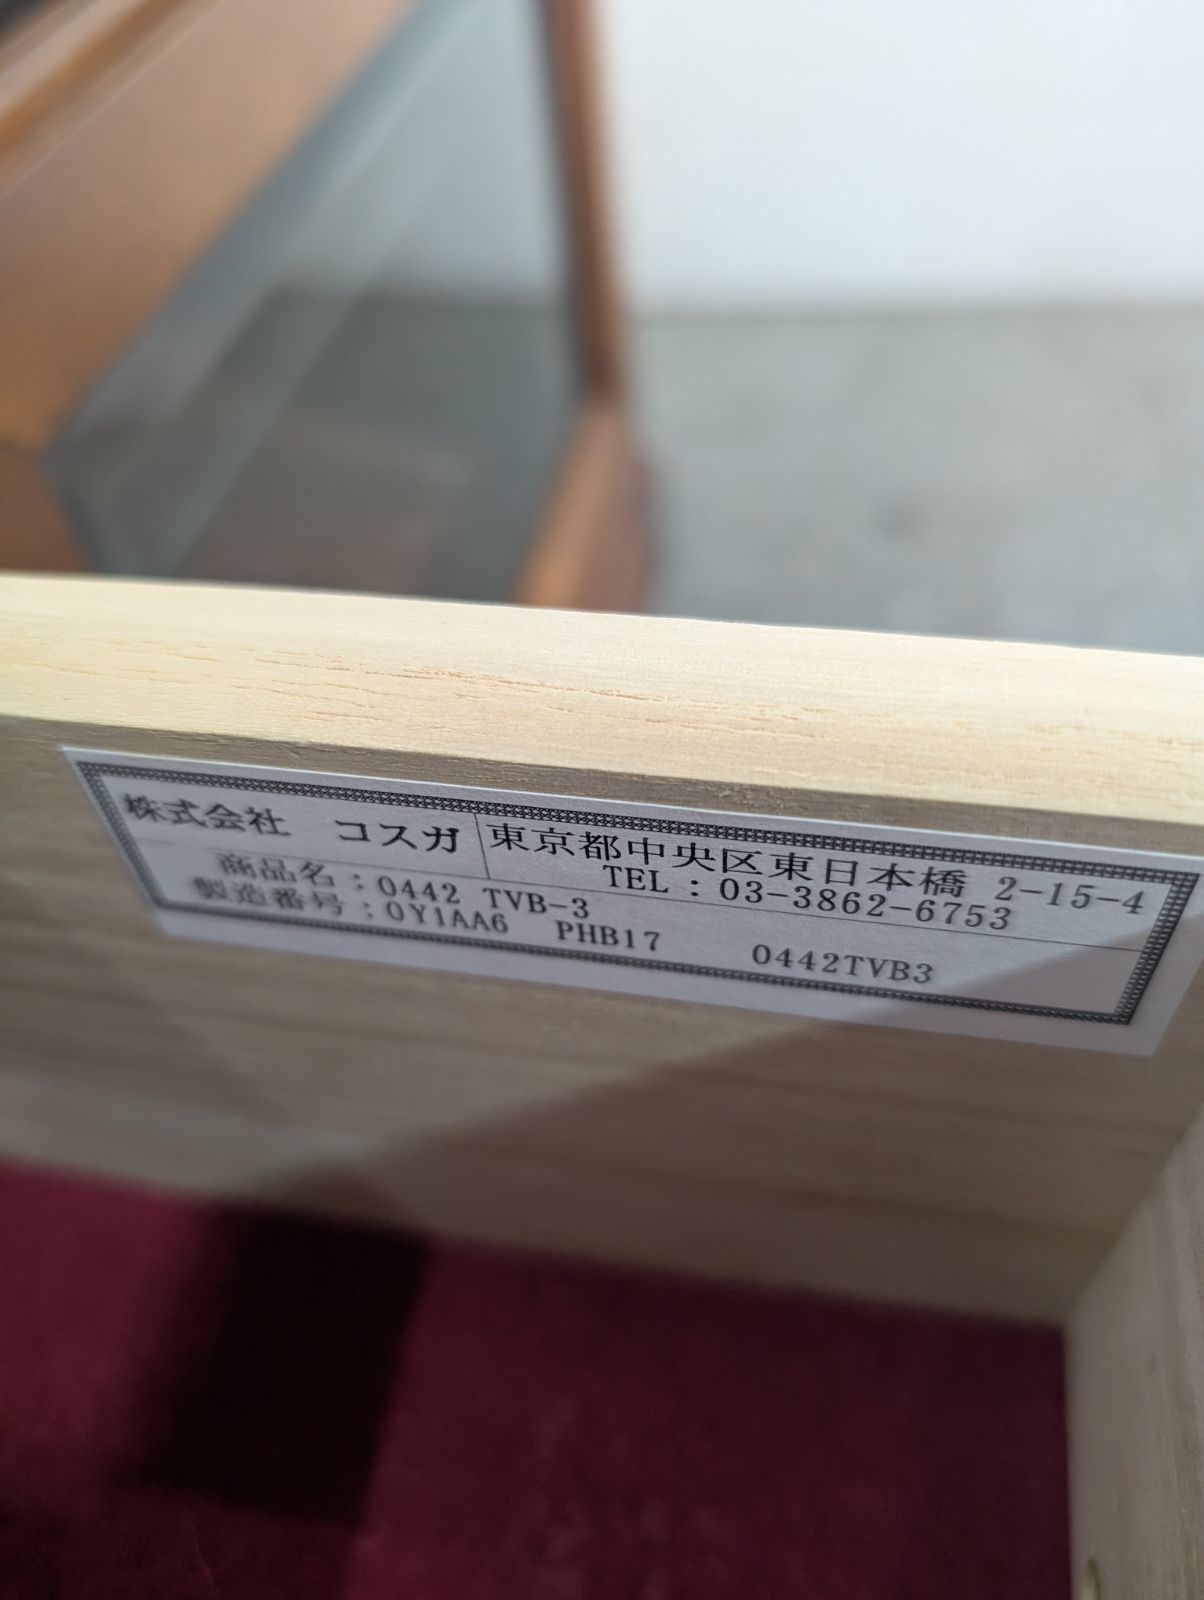 株式会社 コスガ
東京都中央区東日本橋 2-15-4
TEL : 03-3862-6753
商品名：0442 TVB-3
製造番号：0Y1AA6 PHB17 0442TVB3